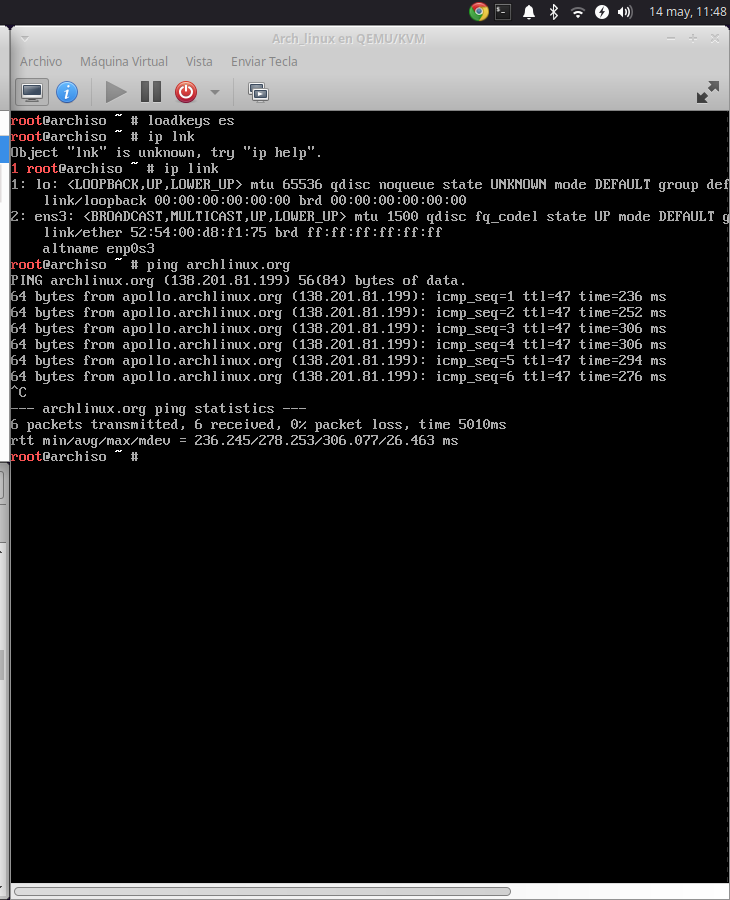 14 may, 11:48
Arch_linux en QEMU/KVM
Archivo Máquina Virtual Vista Enviar Tecla
root@archiso ~ # loadkeys es
root@archiso ~ # ip lnk
Object "lnk" is unknown, try "ip help".
1 root@archiso ~ # ip link
1: lo: <LOOPBACK,UP,LOWER_UP> mtu 65536 qdisc noqueue state UNKNOWN mode DEFAULT group def
link/loopback 00:00:00:00:00:00 brd 00:00:00:00:00:00
2: ens3: <BROADCAST,MULTICAST,UP,LOWER_UP> mtu 1500 qdisc fq_codel state UP mode DEFAULT g
link/ether 52:54:00:d8:f1:75 brd ff:ff:ff:ff:ff:ff
altname enp0s3
root@archiso ~ # ping archlinux.org
PING archlinux.org (138.201.81.199) 56(84) bytes of data.
64 bytes from apollo.archlinux.org (138.201.81.199): icmp_seq=1 ttl=47 time=236 ms
64 bytes from apollo.archlinux.org (138.201.81.199): icmp_seq=2 ttl=47 time=252 ms
64 bytes from apollo.archlinux.org (138.201.81.199): icmp_seq=3 ttl=47 time=306 ms
64 bytes from apollo.archlinux.org (138.201.81.199): icmp_seq=4 ttl=47 time=306 ms
64 bytes from apollo.archlinux.org (138.201.81.199): icmp_seq=5 ttl=47 time=294 ms
64 bytes from apollo.archlinux.org (138.201.81.199): icmp_seq=6 ttl=47 time=276 ms
^C
--- archlinux.org ping statistics ---
6 packets transmitted, 6 received, 0% packet loss, time 5010ms
rtt min/avg/max/mdev = 236.245/278.253/306.077/26.463 ms
root@archiso ~ #